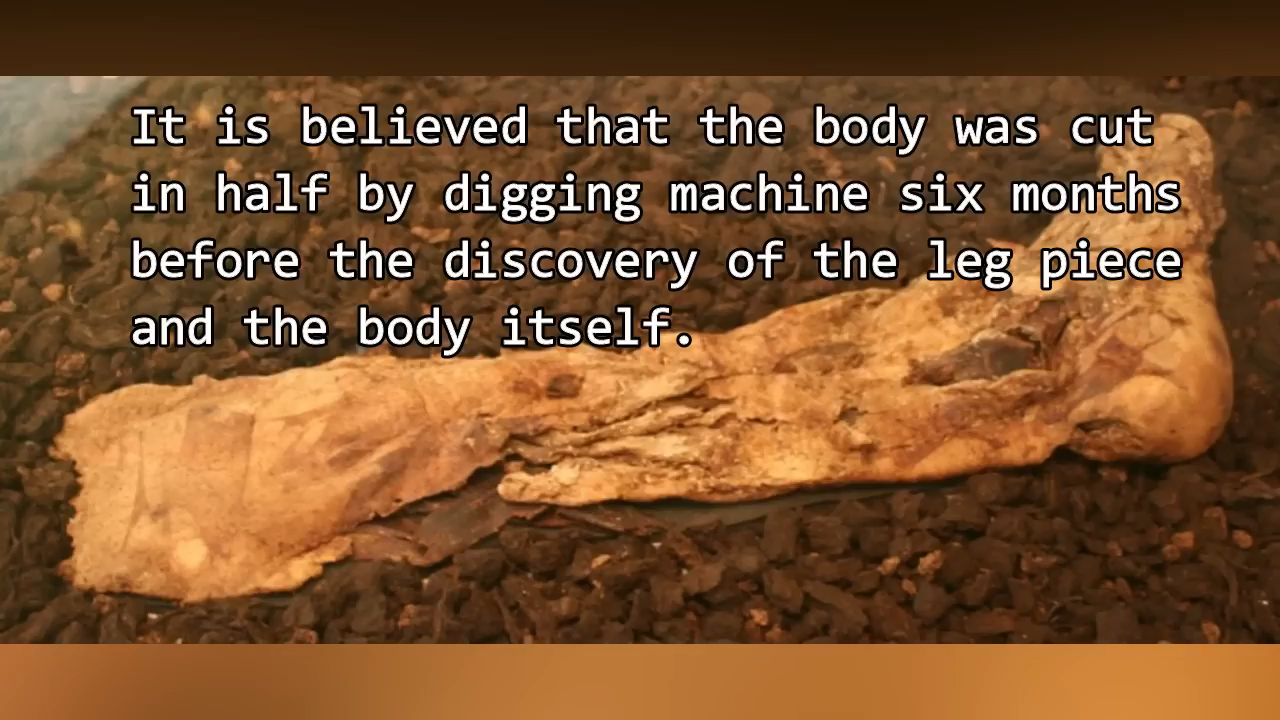 It is believed that the body was cut
in half by digging machine six months
before the discovery of the leg piece
and the body itself.